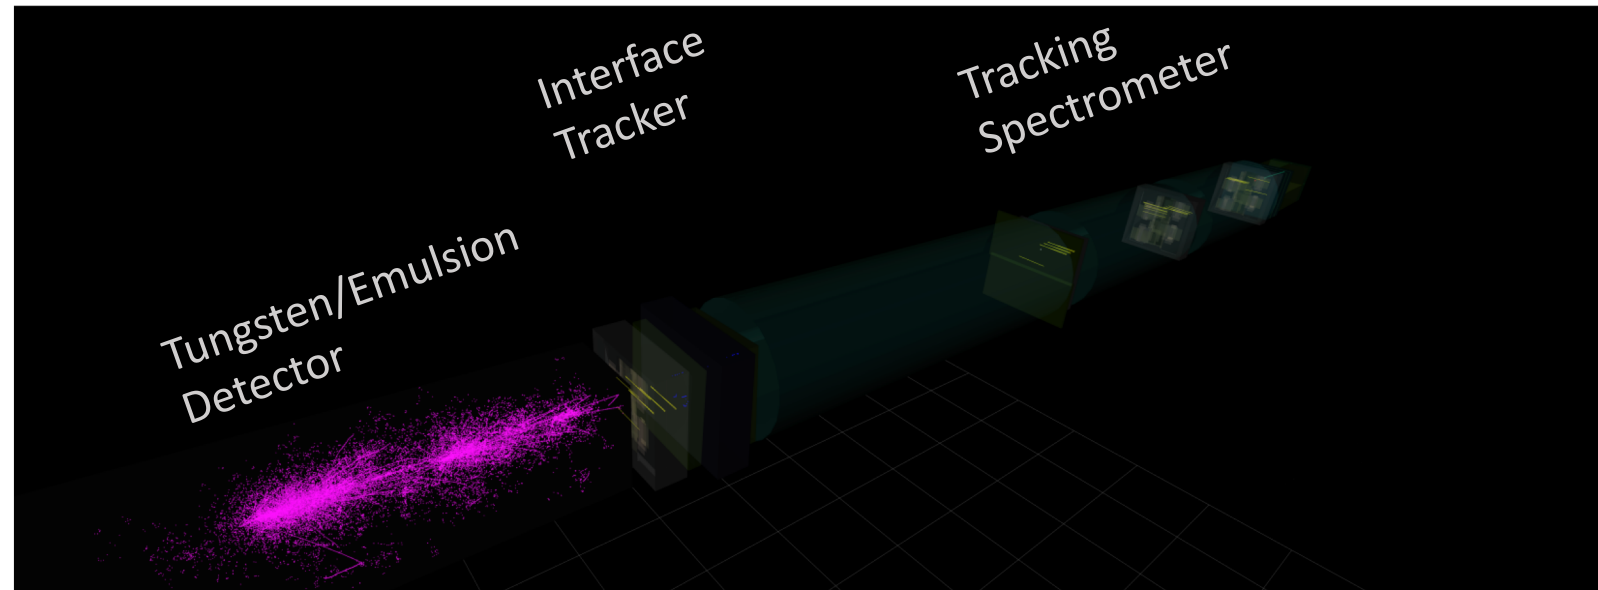 Interface
Tracker
Tracking
Spectrometer
Tungsten/Emulsion
Detector